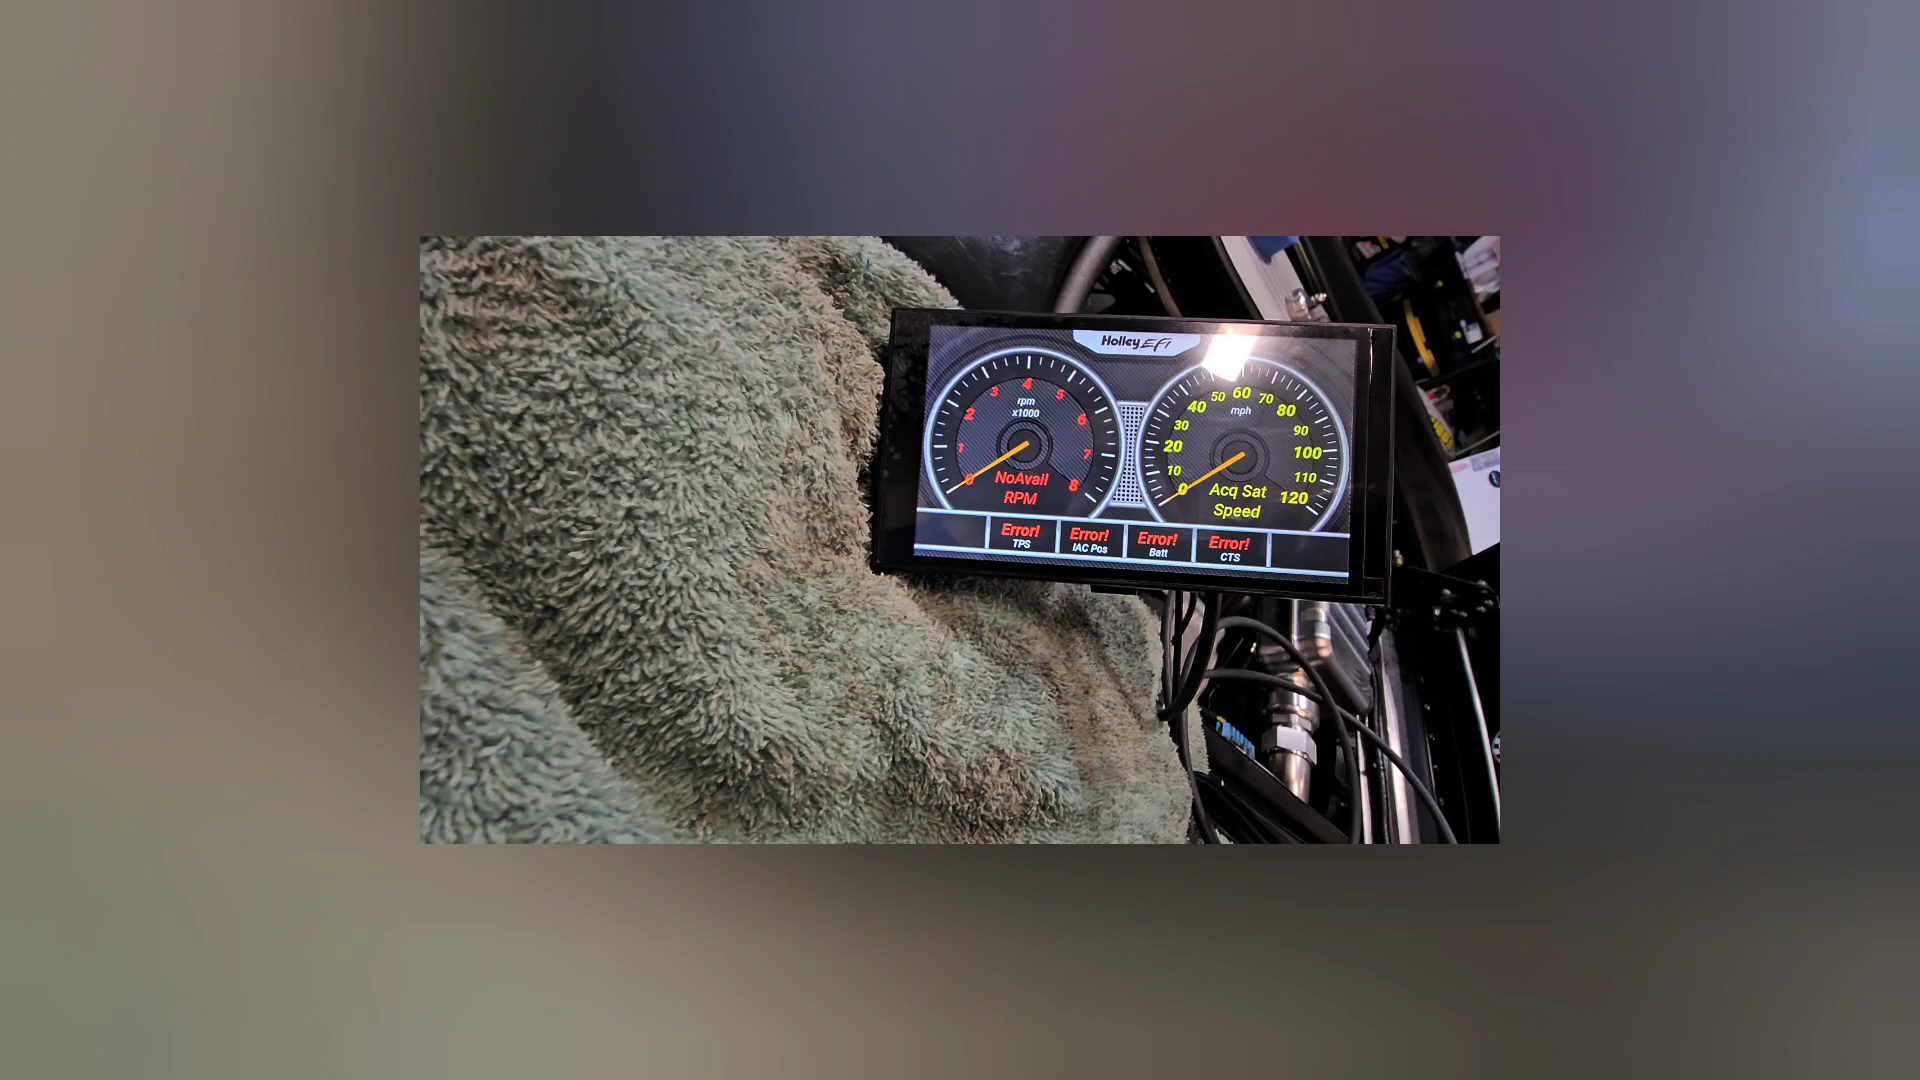 Holley EFI
4
3
5
rpm
x1000
2
6
1
7
0
8
NoAvail
RPM
60
50
70
40
80
mph
30
90
20
100
10
110
0
120
Acq Sat
Speed
Error!
TPS
Error!
IAC Pos
Error!
Batt
Error!
CTS